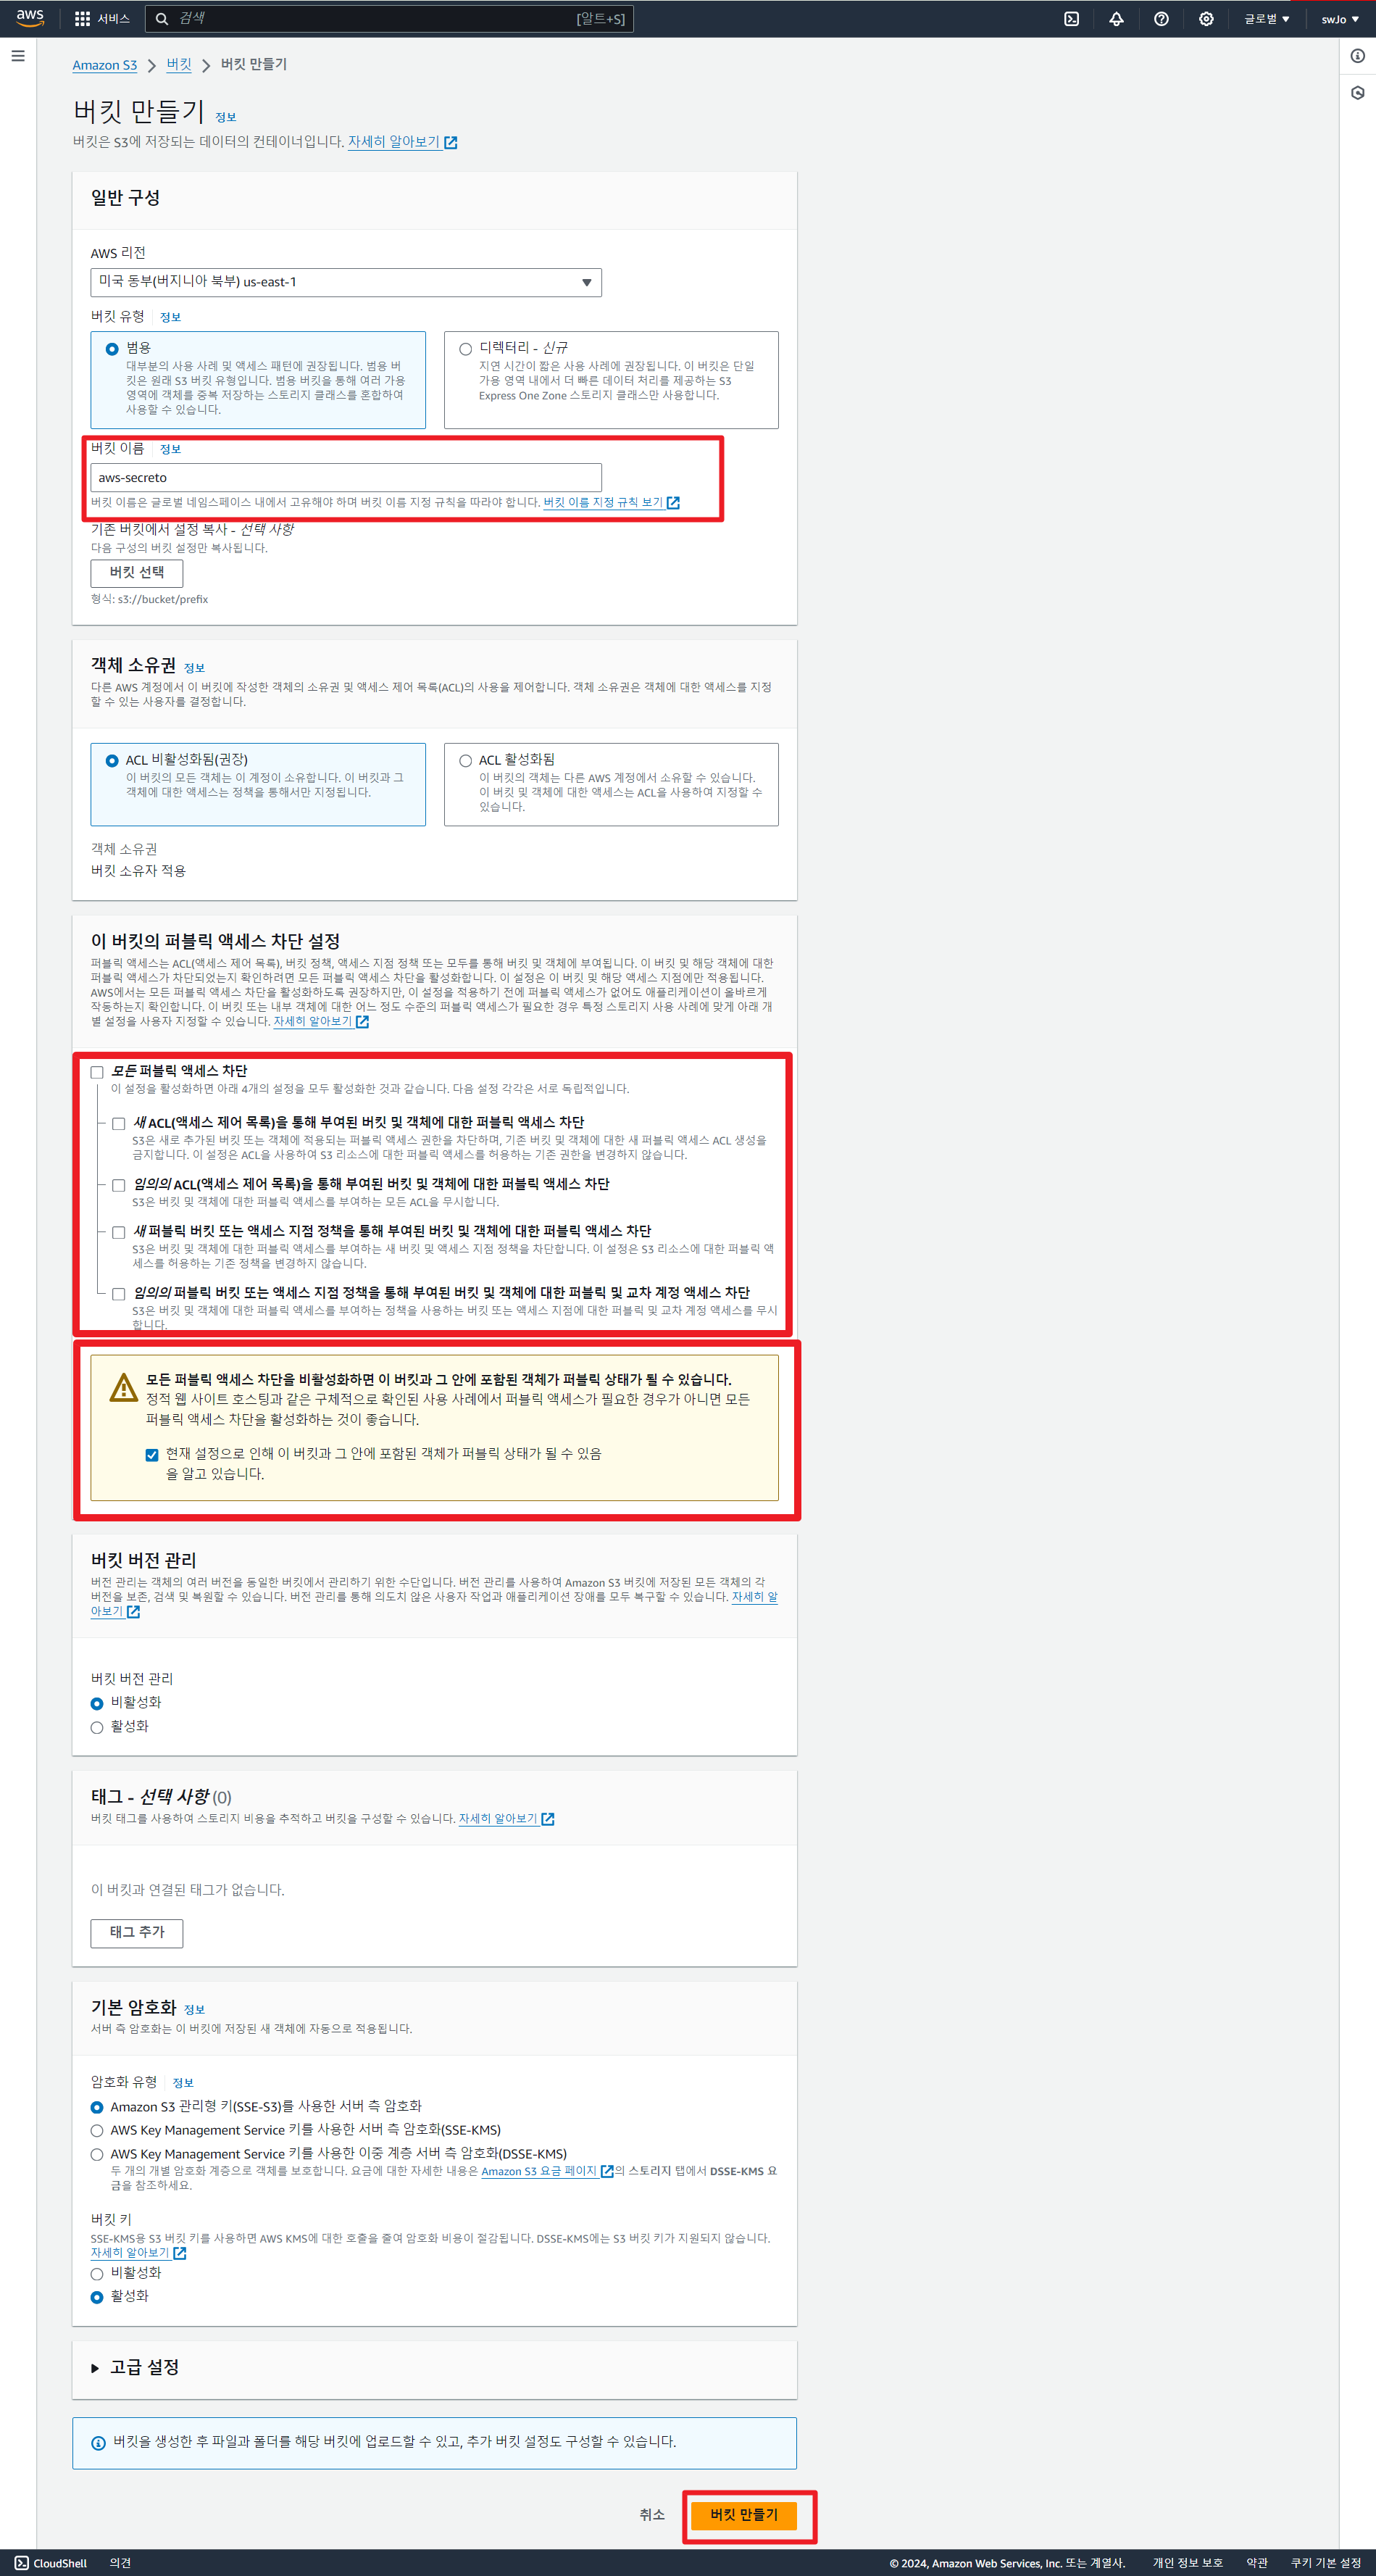 aws 서비스 검색 [알트+S] 글로벌 ▼ swJo ▼
Amazon S3 > 버킷 > 버킷 만들기
버킷 만들기 정보
버킷은 S3에 저장되는 데이터의 컨테이너입니다. 자세히 알아보기
일반 구성
AWS 리전
미국 동부(버지니아 북부) us-east-1
버킷 유형 정보
범용
대부분의 사용 사례 및 액세스 패턴에 권장됩니다. 범용 버
킷은 원래 S3 버킷 유형입니다. 범용 버킷을 통해 여러 가용
영역에 객체를 중복 저장하는 스토리지 클래스를 혼합하여
사용할 수 있습니다.
디렉터리 - 신규
지연 시간이 짧은 사용 사례에 권장됩니다. 이 버킷은 단일
가용 영역 내에서 더 빠른 데이터 처리를 제공하는 S3
Express One Zone 스토리지 클래스만 사용합니다.
버킷 이름 정보
aws-secreto
버킷 이름은 글로벌 네임스페이스 내에서 고유해야 하며 버킷 이름 지정 규칙을 따라야 합니다. 버킷 이름 지정 규칙 보기
기존 버킷에서 설정 복사 - 선택 사항
다음 구성의 버킷 설정만 복사됩니다.
버킷 선택
형식: s3://bucket/prefix
객체 소유권 정보
다른 AWS 계정에서 이 버킷에 작성한 객체의 소유권 및 액세스 제어 목록(ACL)의 사용을 제어합니다. 객체 소유권은 객체에 대한 액세스를 지정
할 수 있는 사용자를 결정합니다.
ACL 비활성화됨(권장)
이 버킷의 모든 객체는 이 계정이 소유합니다. 이 버킷과 그
객체에 대한 액세스는 정책을 통해서만 지정됩니다.
ACL 활성화됨
이 버킷의 객체는 다른 AWS 계정에서 소유할 수 있습니다.
이 버킷 및 객체에 대한 액세스는 ACL을 사용하여 지정할 수
있습니다.
객체 소유권
버킷 소유자 적용
이 버킷의 퍼블릭 액세스 차단 설정
퍼블릭 액세스는 ACL(액세스 제어 목록), 버킷 정책, 액세스 지점 정책 또는 모두를 통해 버킷 및 객체에 부여됩니다. 이 버킷 및 해당 객체에 대한
퍼블릭 액세스가 차단되었는지 확인하려면 모든 퍼블릭 액세스 차단을 활성화합니다. 이 설정은 이 버킷 및 해당 액세스 지점에만 적용됩니다.
AWS에서는 모든 퍼블릭 액세스 차단을 활성화하도록 권장하지만, 이 설정을 적용하기 전에 퍼블릭 액세스가 없어도 애플리케이션이 올바르게
작동하는지 확인합니다. 이 버킷 또는 내부 객체에 대한 어느 정도 수준의 퍼블릭 액세스가 필요한 경우 특정 스토리지 사용 사례에 맞게 아래 개
별 설정을 사용자 지정할 수 있습니다. 자세히 알아보기
모든 퍼블릭 액세스 차단
이 설정을 활성화하면 아래 4개의 설정을 모두 활성화한 것과 같습니다. 다음 설정 각각은 서로 독립적입니다.
새 ACL(액세스 제어 목록)을 통해 부여된 버킷 및 객체에 대한 퍼블릭 액세스 차단
S3은 새로 추가된 버킷 또는 객체에 적용되는 퍼블릭 액세스 권한을 차단하며, 기존 버킷 및 객체에 대한 새 퍼블릭 액세스 ACL 생성을
금지합니다. 이 설정은 ACL을 사용하여 S3 리소스에 대한 퍼블릭 액세스를 허용하는 기존 권한을 변경하지 않습니다.
임의의 ACL(액세스 제어 목록)을 통해 부여된 버킷 및 객체에 대한 퍼블릭 액세스 차단
S3은 버킷 및 객체에 대한 퍼블릭 액세스를 부여하는 모든 ACL을 무시합니다.
새 퍼블릭 버킷 또는 액세스 지점 정책을 통해 부여된 버킷 및 객체에 대한 퍼블릭 액세스 차단
S3은 버킷 및 객체에 대한 퍼블릭 액세스를 부여하는 새 버킷 및 액세스 지점 정책을 차단합니다. 이 설정은 S3 리소스에 대한 퍼블릭 액
세스를 허용하는 기존 정책을 변경하지 않습니다.
임의의 퍼블릭 버킷 또는 액세스 지점 정책을 통해 부여된 버킷 및 객체에 대한 퍼블릭 및 교차 계정 액세스 차단
S3은 버킷 및 객체에 대한 퍼블릭 액세스를 부여하는 정책을 사용하는 버킷 또는 액세스 지점에 대한 퍼블릭 및 교차 계정 액세스를 무시
합니다.
모든 퍼블릭 액세스 차단을 비활성화하면 이 버킷과 그 안에 포함된 객체가 퍼블릭 상태가 될 수 있습니다.
정적 웹 사이트 호스팅과 같은 구체적으로 확인된 사용 사례에서 퍼블릭 액세스가 필요한 경우가 아니면 모든
퍼블릭 액세스 차단을 활성화하는 것이 좋습니다.
현재 설정으로 인해 이 버킷과 그 안에 포함된 객체가 퍼블릭 상태가 될 수 있음
을 알고 있습니다.
버킷 버전 관리
버전 관리는 객체의 여러 버전을 동일한 버킷에서 관리하기 위한 수단입니다. 버전 관리를 사용하여 Amazon S3 버킷에 저장된 모든 객체의 각
버전을 보존, 검색 및 복원할 수 있습니다. 버전 관리를 통해 의도치 않은 사용자 작업과 애플리케이션 장애를 모두 복구할 수 있습니다. 자세히 알
아보기
버킷 버전 관리
비활성화
활성화
태그 - 선택 사항 (0)
버킷 태그를 사용하여 스토리지 비용을 추적하고 버킷을 구성할 수 있습니다. 자세히 알아보기
이 버킷과 연결된 태그가 없습니다.
태그 추가
기본 암호화 정보
서버 측 암호화는 이 버킷에 저장된 새 객체에 자동으로 적용됩니다.
암호화 유형 정보
Amazon S3 관리형 키(SSE-S3)를 사용한 서버 측 암호화
AWS Key Management Service 키를 사용한 서버 측 암호화(SSE-KMS)
AWS Key Management Service 키를 사용한 이중 계층 서버 측 암호화(DSSE-KMS)
두 개의 개별 암호화 계층으로 객체를 보호합니다. 요금에 대한 자세한 내용은 Amazon S3 요금 페이지의 스토리지 탭에서 DSSE-KMS 요
금을 참조하세요.
버킷 키
SSE-KMS용 S3 버킷 키를 사용하면 AWS KMS에 대한 호출을 줄여 암호화 비용이 절감됩니다. DSSE-KMS에는 S3 버킷 키가 지원되지 않습니다.
자세히 알아보기
비활성화
활성화
▶ 고급 설정
버킷을 생성한 후 파일과 폴더를 해당 버킷에 업로드할 수 있고, 추가 버킷 설정도 구성할 수 있습니다.
취소 버킷 만들기
CloudShell 의견 © 2024, Amazon Web Services, Inc. 또는 계열사. 개인 정보 보호 약관 쿠키 기본 설정